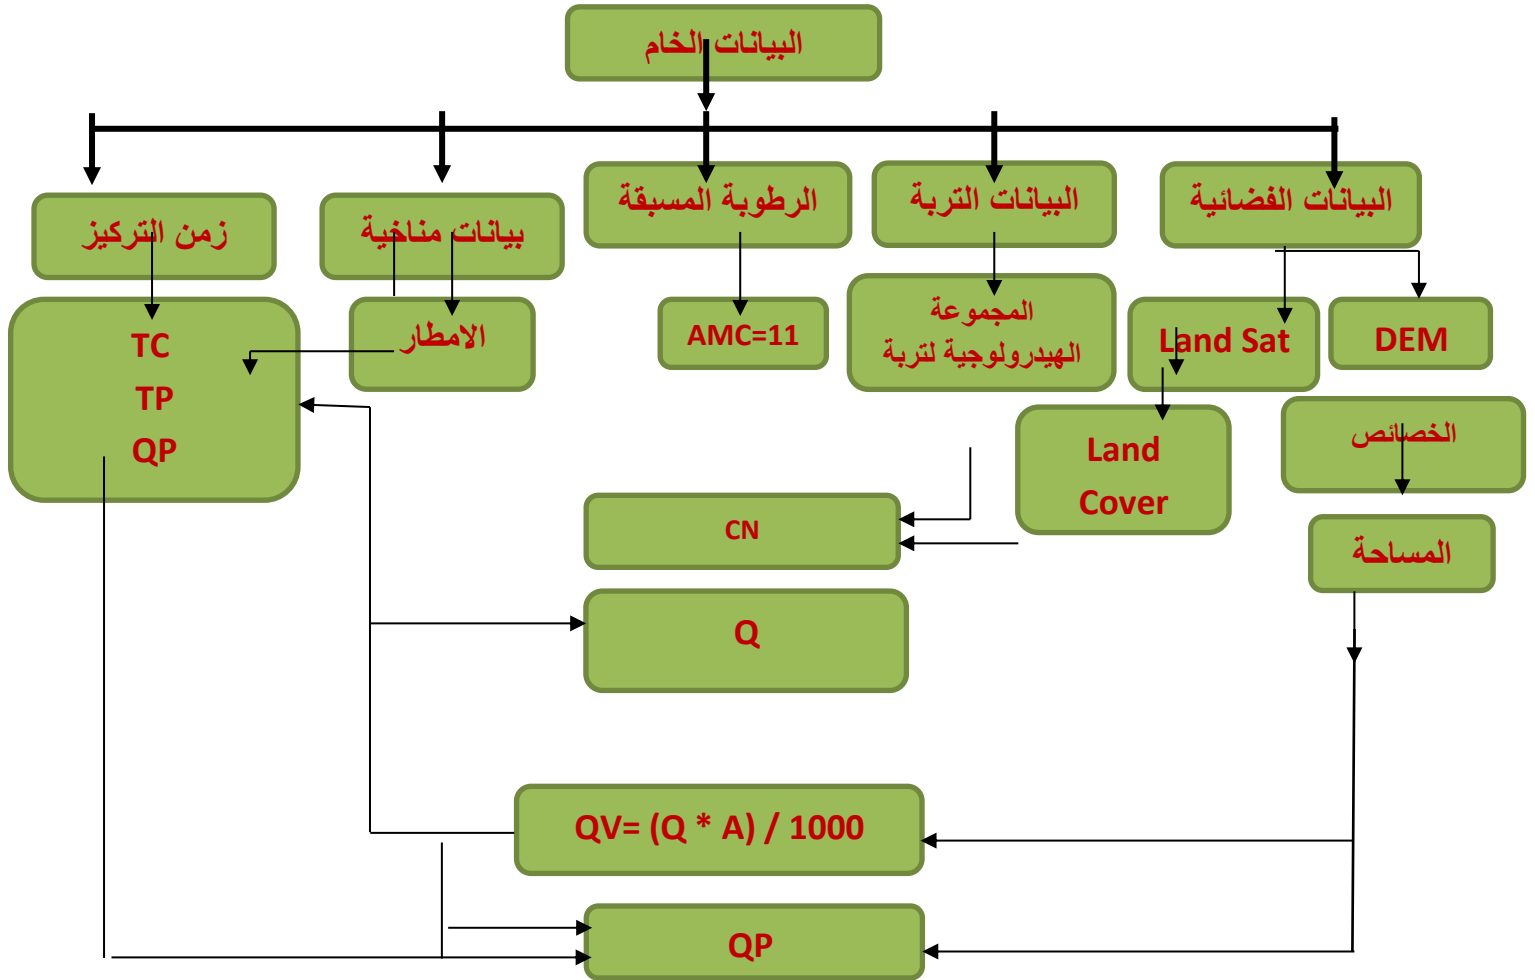 البيانات الخام
البيانات الفضائية
البيانات التربة
الرطوبة المسبقة
بيانات مناخية
زمن التركيز
DEM
Land Sat
المجموعة
الهيدرولوجية لتربة
AMC=11
الامطار
TC
TP
QP
الخصائص
Land
Cover
CN
المساحة
Q
QV= (Q * A) / 1000
QP